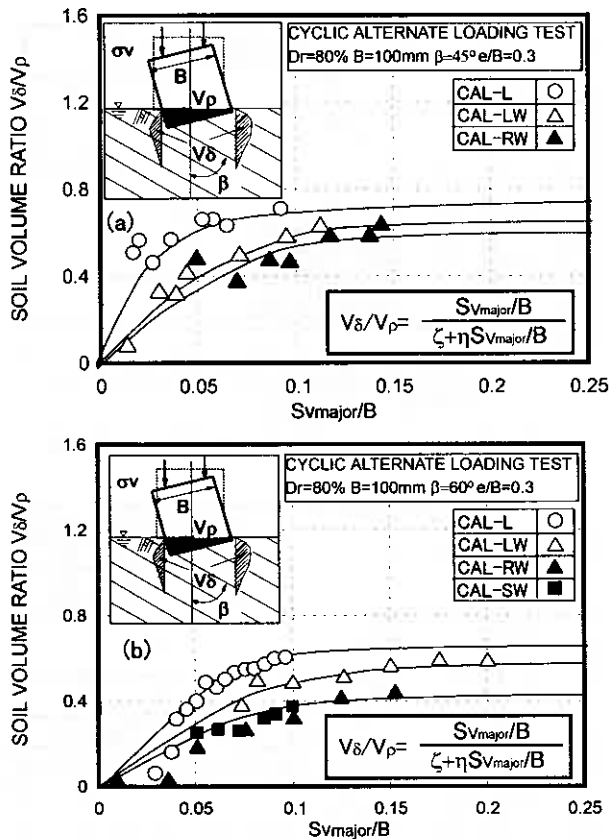 CYCLIC ALTERNATE LOADING TEST
Dr=80% B=100mm β=45° e/B=0.3
σv
B
Vρ
Vδ
β
CAL-L
CAL-LW
CAL-RW
(a)
SOIL VOLUME RATIO Vδ/Vρ
1.6
1.2
0.8
0.4
0
Vδ/Vρ= Svmajor/B
ζ+ηSvmajor/B
0 0.05 0.1 0.15 0.2 0.25
Svmajor/B
CYCLIC ALTERNATE LOADING TEST
Dr=80% B=100mm β=60° e/B=0.3
σv
B
Vρ
Vδ
β
CAL-L
CAL-LW
CAL-RW
CAL-SW
(b)
SOIL VOLUME RATIO Vδ/Vρ
1.6
1.2
0.8
0.4
0
Vδ/Vρ= Svmajor/B
ζ+ηSvmajor/B
0 0.05 0.1 0.15 0.2 0.25
Svmajor/B